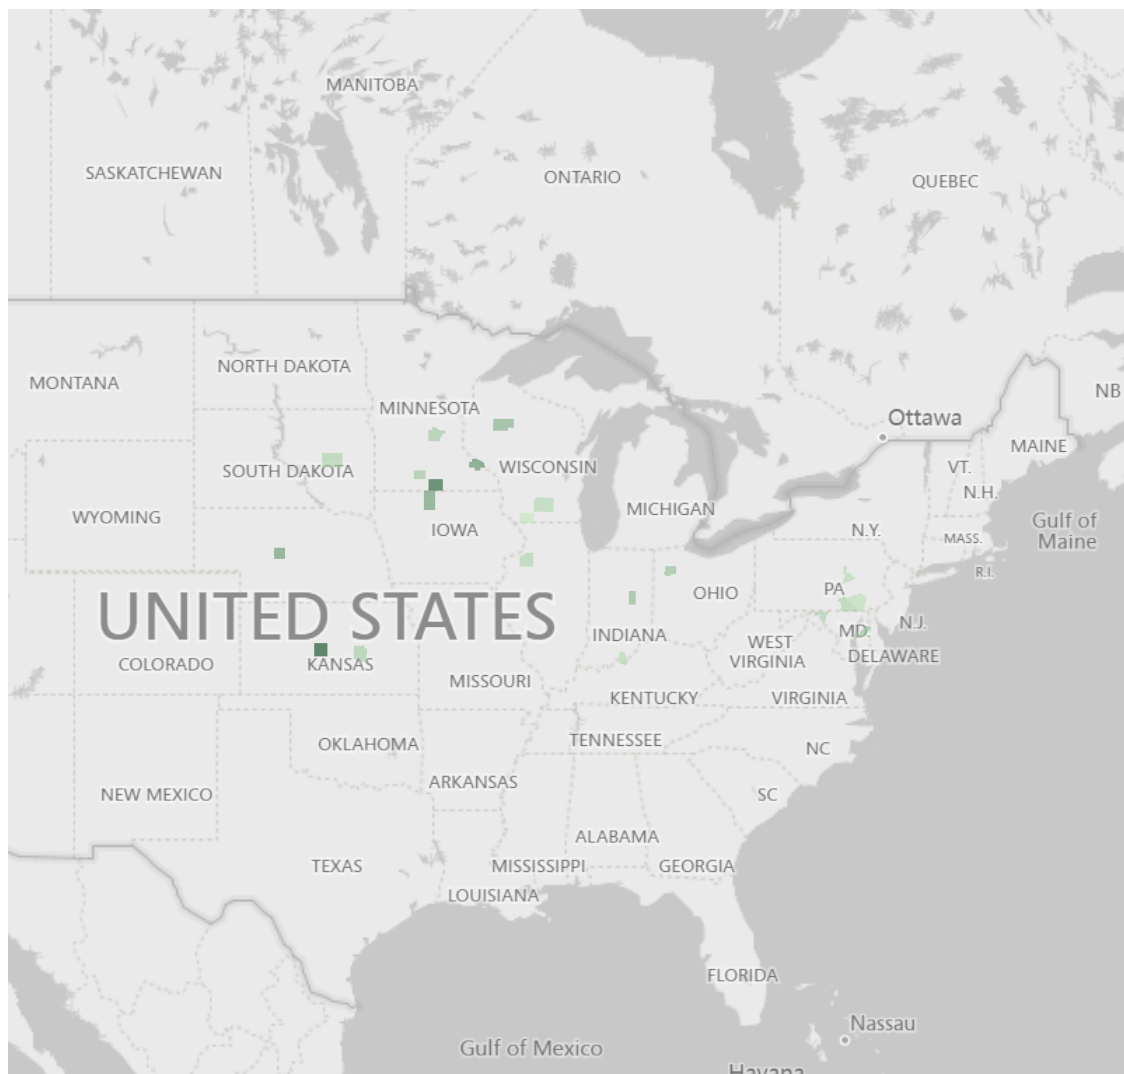 MANITOBA
SASKATCHEWAN
ONTARIO
QUEBEC
NORTH DAKOTA
MONTANA
NB
MINNESOTA
Ottawa
MAINE
SOUTH DAKOTA
WISCONSIN
VT.
N.H.
WYOMING
MICHIGAN
Gulf of
Maine
IOWA
N.Y.
MASS.
R.I.
UNITED STATES
OHIO
PA
N.J.
INDIANA
MD.
WEST
VIRGINIA
DELAWARE
COLORADO
KANSAS
MISSOURI
KENTUCKY
VIRGINIA
OKLAHOMA
TENNESSEE
NC
ARKANSAS
NEW MEXICO
SC
ALABAMA
TEXAS
MISSISSIPPI
GEORGIA
LOUISIANA
FLORIDA
Nassau
Gulf of Mexico
Havana